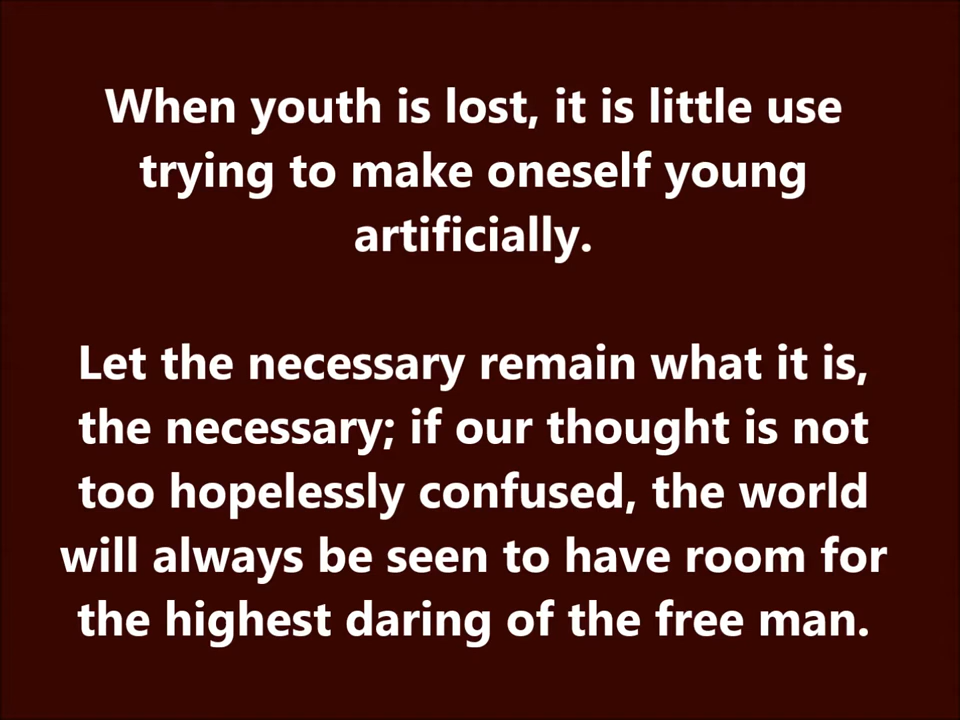 When youth is lost, it is little use
trying to make oneself young
artificially.
Let the necessary remain what it is,
the necessary; if our thought is not
too hopelessly confused, the world
will always be seen to have room for
the highest daring of the free man.